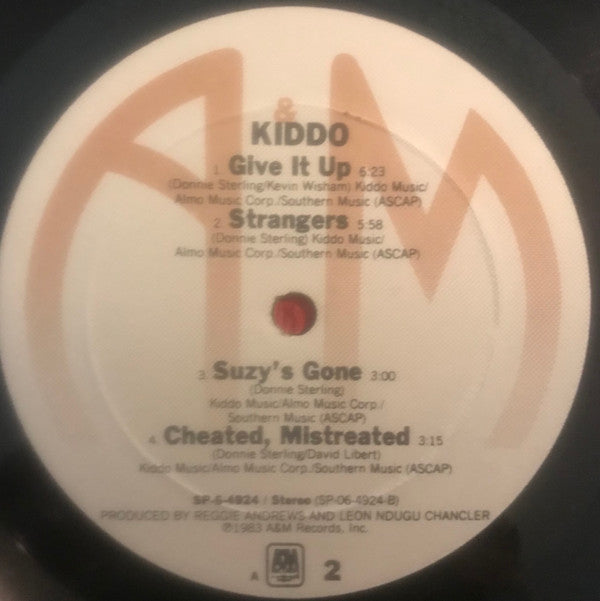 A&M
KIDDO
1. Give It Up 6:23
(Donnie Sterling/Kevin Wisham) Kiddo Music/
Almo Music Corp./Southern Music (ASCAP)
2. Strangers 5:58
(Donnie Sterling) Kiddo Music/
Almo Music Corp./Southern Music (ASCAP)
3. Suzy's Gone 3:00
(Donnie Sterling)
Kiddo Music/Almo Music Corp./
Southern Music (ASCAP)
4. Cheated, Mistreated 3:15
(Donnie Sterling/David Libert)
Kiddo Music/Almo Music Corp./Southern Music (ASCAP)
SP-6-4924 / Stereo (SP-06-4924-B)
PRODUCED BY REGGIE ANDREWS AND LEON NDUGU CHANCLER
℗1983 A&M Records, Inc.
A A&M 2